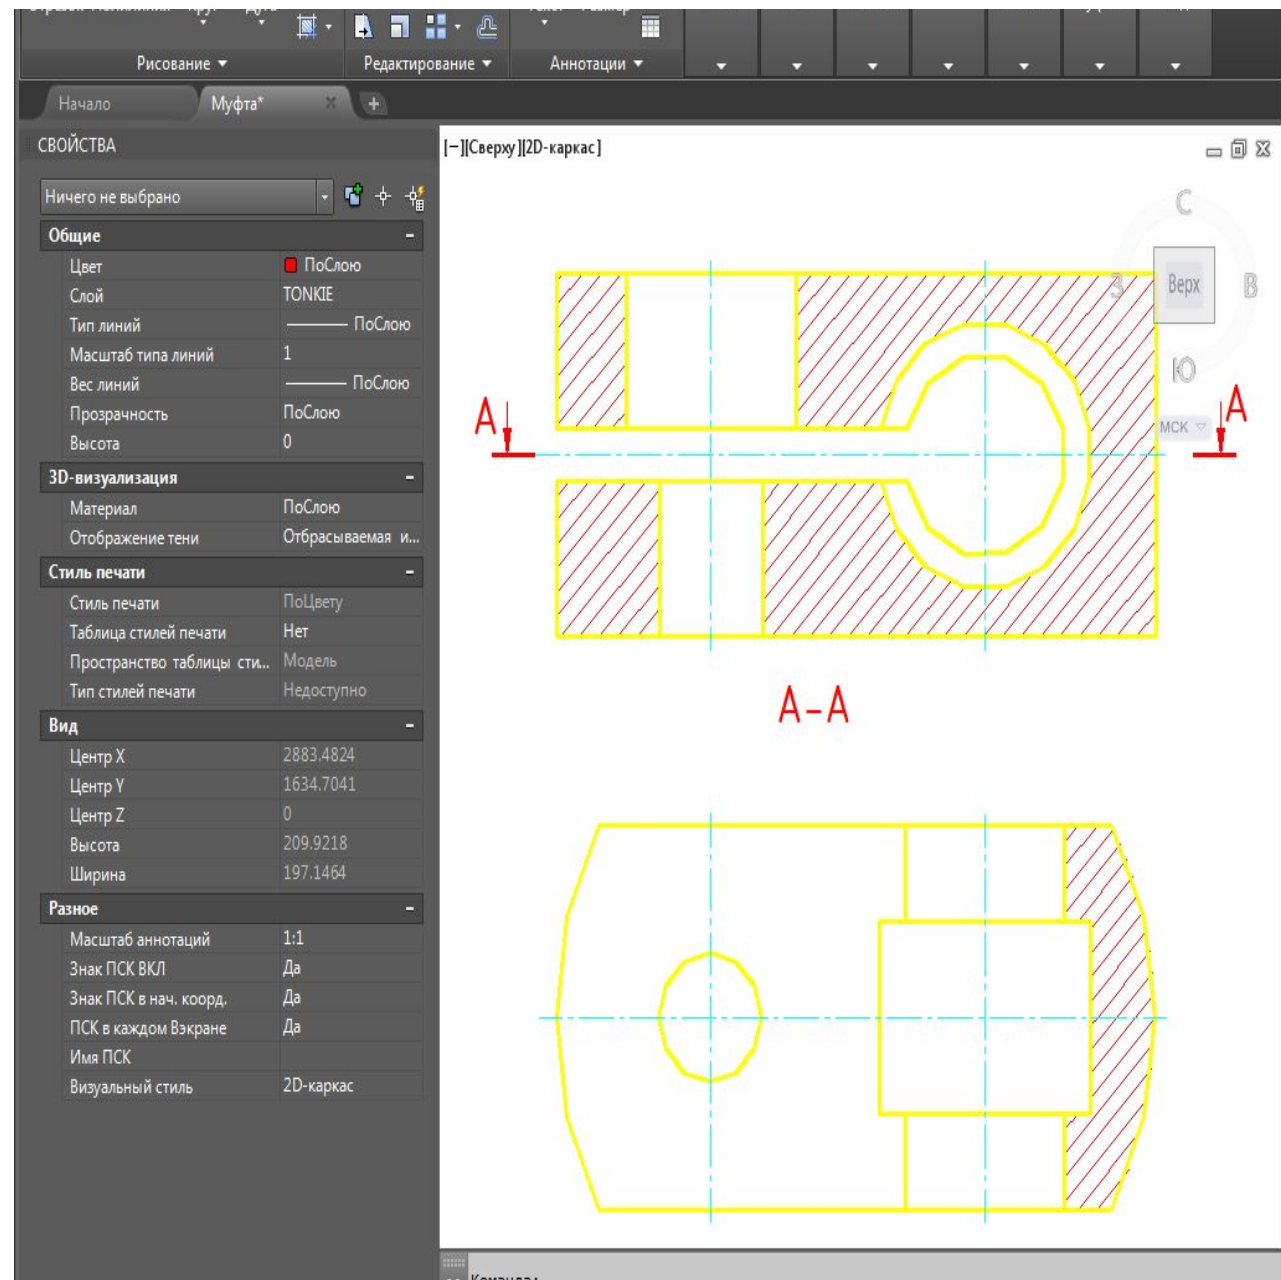 Рисование
Редактирование
Аннотации
Начало
Муфта*
СВОЙСТВА
Ничего не выбрано
Общие
Цвет ПоСлою
Слой TONKIE
Тип линий ПоСлою
Масштаб типа линий 1
Вес линий ПоСлою
Прозрачность ПоСлою
Высота 0
3D-визуализация
Материал ПоСлою
Отображение тени Отбрасываемая и...
Стиль печати
Стиль печати ПоЦвету
Таблица стилей печати Нет
Пространство таблицы сти... Модель
Тип стилей печати Недоступно
Вид
Центр X 2883.4824
Центр Y 1634.7041
Центр Z 0
Высота 209.9218
Ширина 197.1464
Разное
Масштаб аннотаций 1:1
Знак ПСК ВКЛ Да
Знак ПСК в нач. коорд. Да
ПСК в каждом Вэкране Да
Имя ПСК
Визуальный стиль 2D-каркас
[−][Сверху][2D-каркас]
С
З Верх В
Ю
МСК
А А
А-А
Команда: